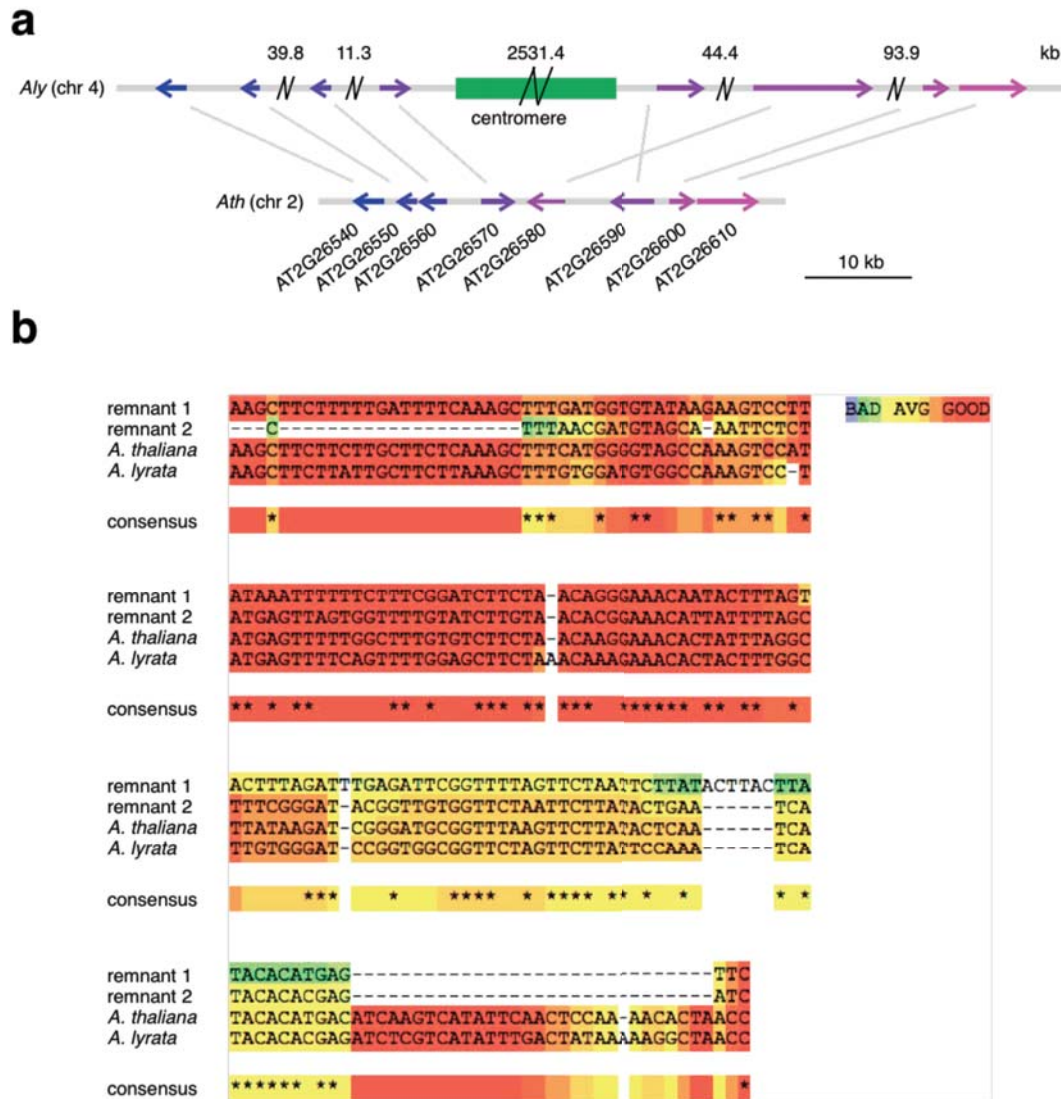 a
39.8 11.3 2531.4 44.4 93.9 kb
Aly (chr 4)
centromere
Ath (chr 2)
AT2G26540
AT2G26550
AT2G26560
AT2G26570
AT2G26580
AT2G26590
AT2G26600
AT2G26610
10 kb
b
remnant 1 AAGCTTCTTTTTGATTTTCAAAGCTTTGATGGTGTATAAGAAGTCCTT BAD AVG GOOD
remnant 2 ---C--------------------TTTAACGATGTAGCA-AATTCTCT
A. thaliana AAGCTTCTTCTTGCTTCTCAAAGCTTTCATGGGGTAGCCAAAGTCCAT
A. lyrata AAGCTTCTTATTGCTTCTTAAAGCTTTGTGGATGTGGCCAAAGTCC-T
consensus * *** * ** ** ** *
remnant 1 ATAAATTTTTTCTTTCGGATCTTCTA-ACAGGGAAACAATACTTTAGT
remnant 2 ATGAGTTAGTGGTTTTGTATCTTGTA-ACACGGAAACATTATTTTAGC
A. thaliana ATGAGTTTTTGGCTTTGTGTCTTCTA-ACAAGGAAACACTATTTAGGC
A. lyrata ATGAGTTTTCAGTTTTGGAGCTTCTAAACAAAGAAACACTACTTTGGC
consensus ** * ** ** * *** ** *** ****** ** ** *
remnant 1 ACTTTAGATTTGAGATTCGGTTTTTAGTTCTAATTCTTATACTTACTTA
remnant 2 TTTCGGGAT-ACGGTTGTGGTTCTAATTCTTATACTGAA------TCA
A. thaliana TTATAAGAT-CGGGATGCGGTTTAAGTTCTTATACTCAA------TCA
A. lyrata TTGTGGGAT-CCGGTGGCGGTTCTAGTTCTTATTCCAAA------TCA
consensus *** * **** * **** ** * * * *
remnant 1 TACACATGAG------------------------------TTC
remnant 2 TACACACGAG------------------------------ATC
A. thaliana TACACATGACATCAAGTCATATTCAACTCCAA-AACACTAACC
A. lyrata TACACACGAGATCTCGTCATATTTGACTATAAAAAGGCTAACC
consensus ****** ** *